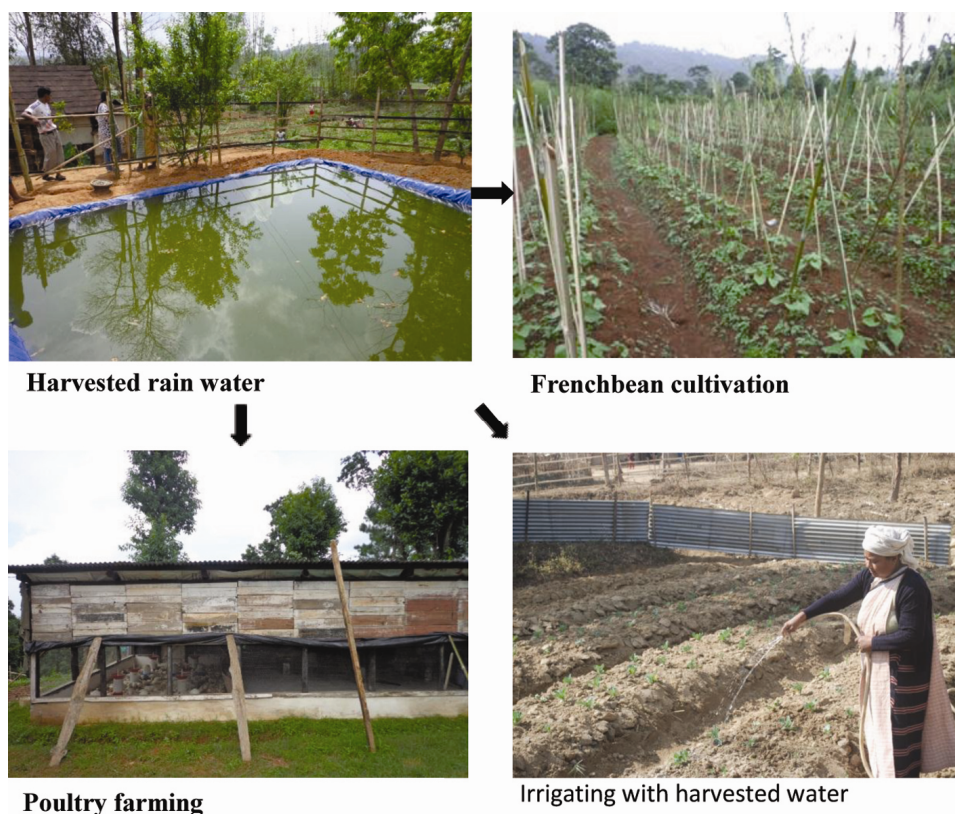 Harvested rain water
Frenchbean cultivation
Poultry farming
Irrigating with harvested water